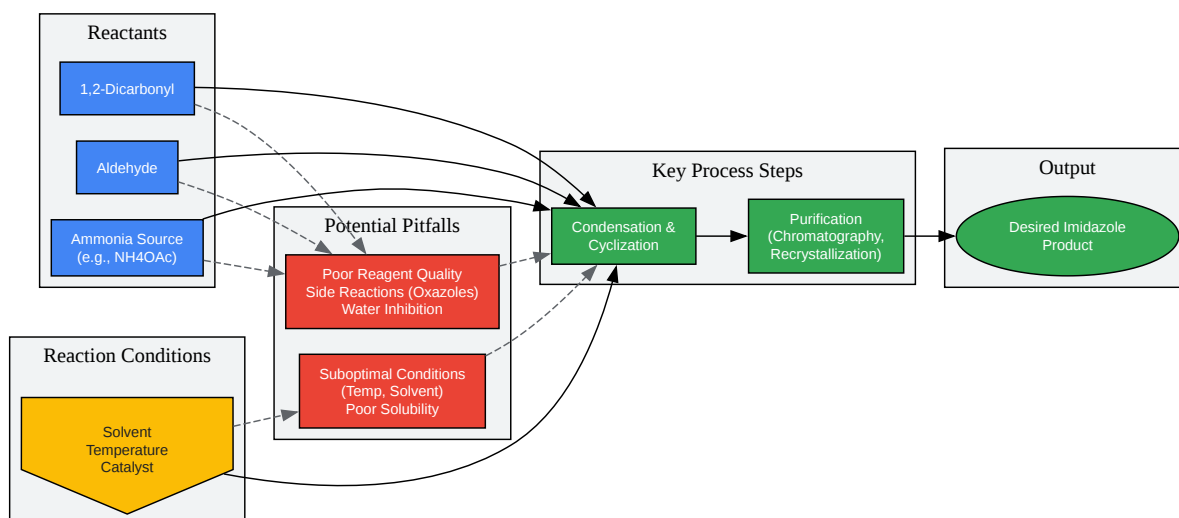 Reactants
1,2-Dicarbonyl
Aldehyde
Ammonia Source
(e.g., NH4OAc)
Reaction Conditions
Solvent
Temperature
Catalyst
Potential Pitfalls
Poor Reagent Quality
Side Reactions (Oxazoles)
Water Inhibition
Suboptimal Conditions
(Temp, Solvent)
Poor Solubility
Key Process Steps
Condensation &
Cyclization
Purification
(Chromatography,
Recrystallization)
Output
Desired Imidazole
Product